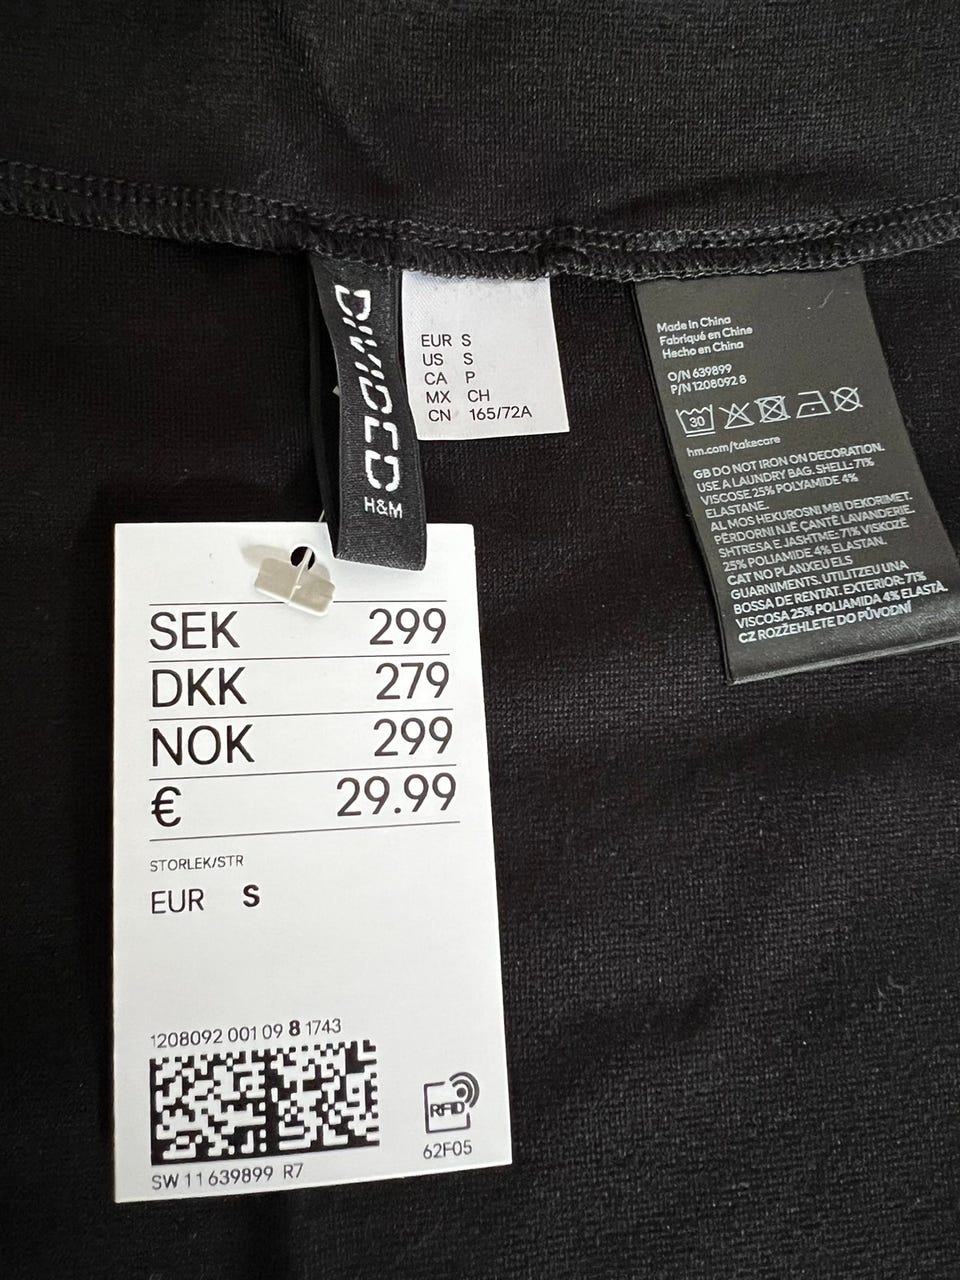 DIVIDED
H&M
EUR S
US S
CA P
MX CH
CN 165/72A
Made in China
Fabriqué en Chine
Hecho en China
O/N 639899
P/N 1208092 8
30
hm.com/takecare
GB DO NOT IRON ON DECORATION.
USE A LAUNDRY BAG. SHELL: 71%
VISCOSE 25% POLYAMIDE 4%
ELASTANE.
AL MOS HEKUROSNI MBI DEKORIMET.
PËRDORNI NJË ÇANTË LAVANDERIE.
SHTRESA E JASHTME: 71% VISKOZË
25% POLIAMIDE 4% ELASTAN.
CAT NO PLANXEU ELS
GUARNIMENTS. UTILITZEU UNA
BOSSA DE RENTAT. EXTERIOR: 71%
VISCOSA 25% POLIAMIDA 4% ELASTÀ.
CZ ROZŽEHLETE DO PŮVODNÍ
SEK 299
DKK 279
NOK 299
€ 29.99
STORLEK/STR
EUR S
1208092 001 09 8 1743
RFID
62F05
SW 11 639899 R7